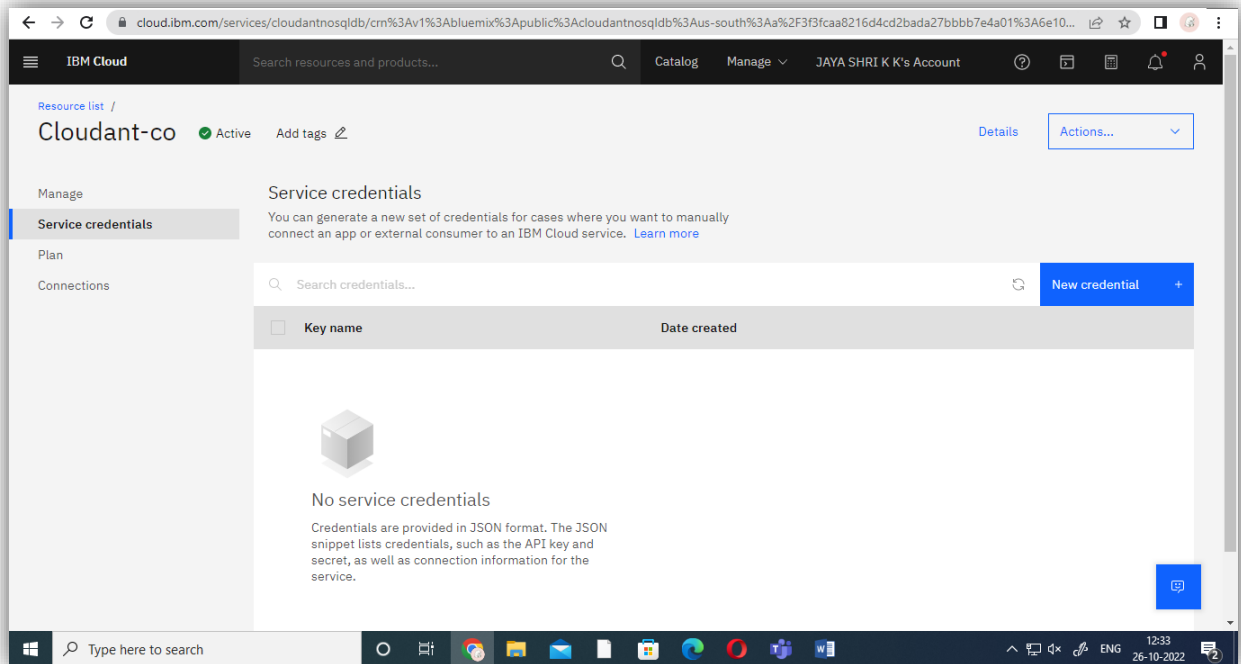 cloud.ibm.com/services/cloudantnosqldb/crn%3Av1%3Abluemix%3Apublic%3Acloudantnosqldb%3Aus-south%3Aa%2F3f3fcaa8216d4cd2bada27bbbb7e4a01%3A6e10...
IBM Cloud
Search resources and products...
Catalog
Manage
JAYA SHRI K K's Account
Resource list /
Cloudant-co
Active
Add tags
Details
Actions...
Manage
Service credentials
Plan
Connections
Service credentials
You can generate a new set of credentials for cases where you want to manually
connect an app or external consumer to an IBM Cloud service. Learn more
Search credentials...
New credential +
Key name
Date created
No service credentials
Credentials are provided in JSON format. The JSON
snippet lists credentials, such as the API key and
secret, as well as connection information for the
service.
Type here to search
ENG
12:33
26-10-2022
2